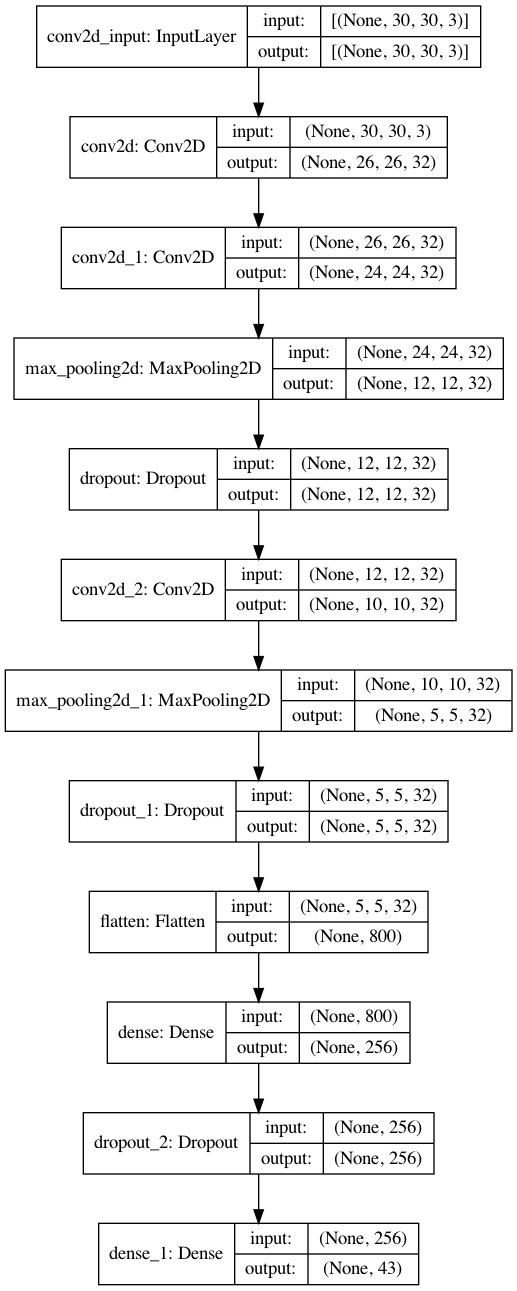 conv2d_input: InputLayer
input: [(None, 30, 30, 3)]
output: [(None, 30, 30, 3)]
conv2d: Conv2D
input: (None, 30, 30, 3)
output: (None, 26, 26, 32)
conv2d_1: Conv2D
input: (None, 26, 26, 32)
output: (None, 24, 24, 32)
max_pooling2d: MaxPooling2D
input: (None, 24, 24, 32)
output: (None, 12, 12, 32)
dropout: Dropout
input: (None, 12, 12, 32)
output: (None, 12, 12, 32)
conv2d_2: Conv2D
input: (None, 12, 12, 32)
output: (None, 10, 10, 32)
max_pooling2d_1: MaxPooling2D
input: (None, 10, 10, 32)
output: (None, 5, 5, 32)
dropout_1: Dropout
input: (None, 5, 5, 32)
output: (None, 5, 5, 32)
flatten: Flatten
input: (None, 5, 5, 32)
output: (None, 800)
dense: Dense
input: (None, 800)
output: (None, 256)
dropout_2: Dropout
input: (None, 256)
output: (None, 256)
dense_1: Dense
input: (None, 256)
output: (None, 43)